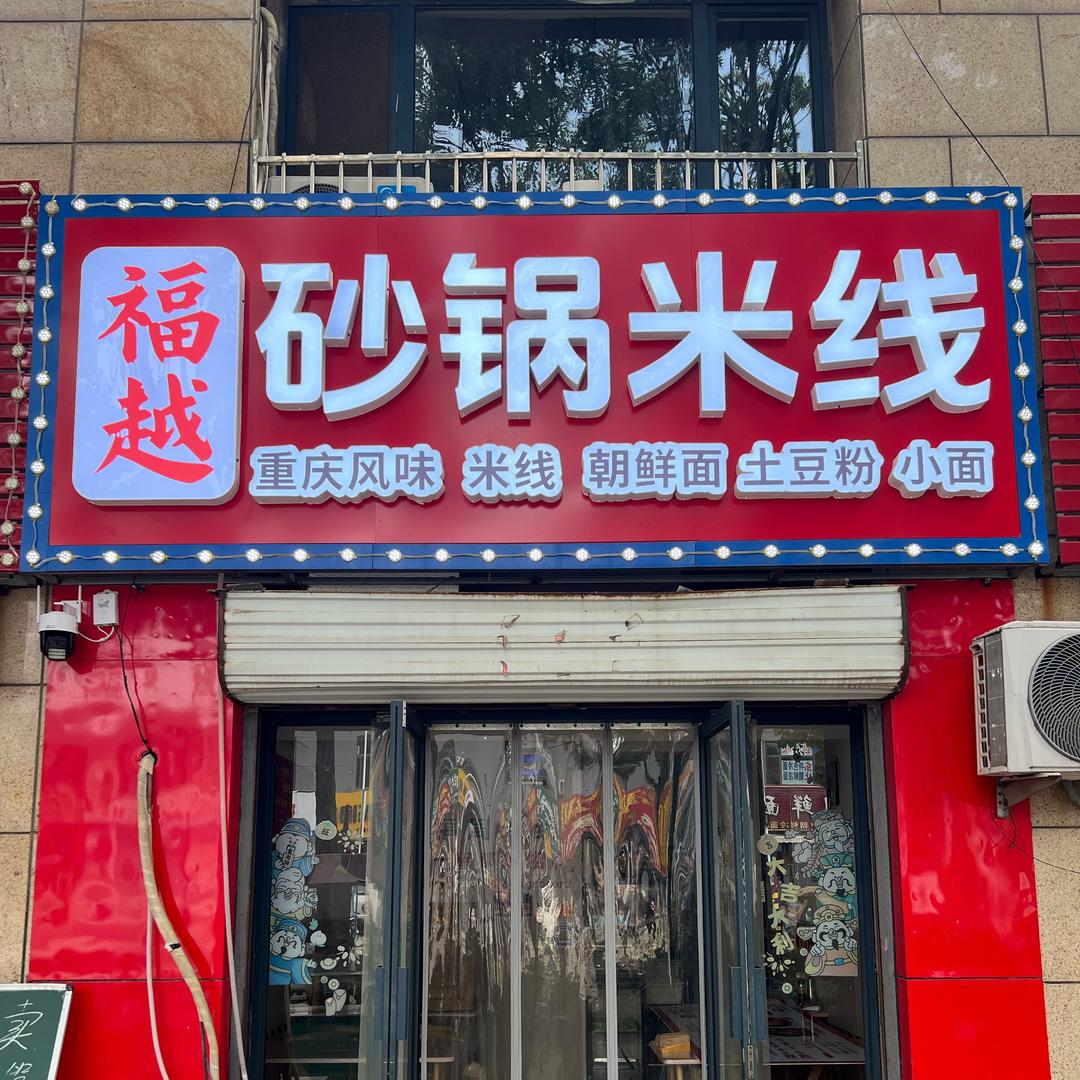 福越
砂锅米线
重庆风味 米线 朝鲜面 土豆粉 小面
大吉大利
卖